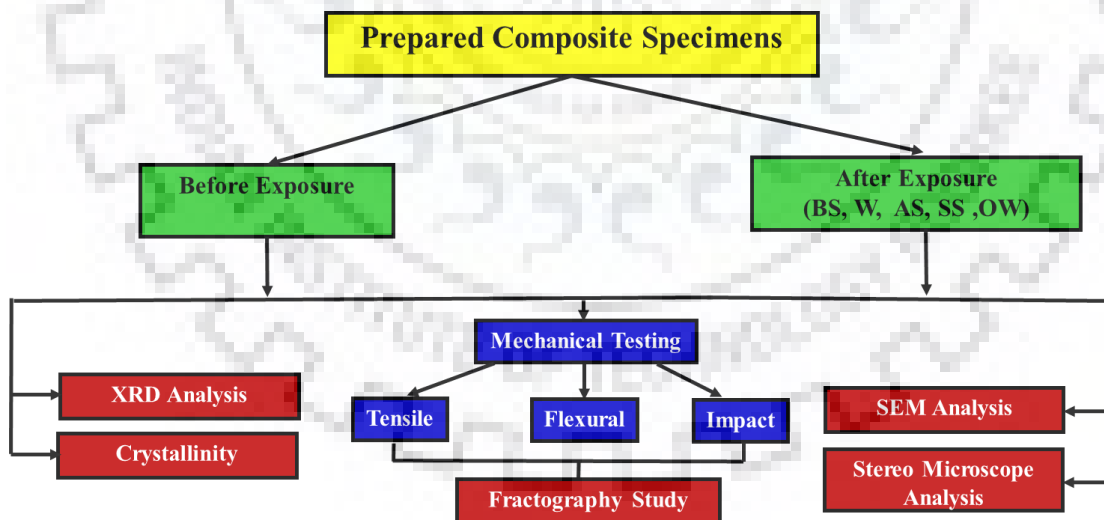 Prepared Composite Specimens
Before Exposure
After Exposure
(BS, W, AS, SS ,OW)
Mechanical Testing
XRD Analysis
Tensile
Flexural
Impact
SEM Analysis
Crystallinity
Stereo Microscope
Analysis
Fractography Study